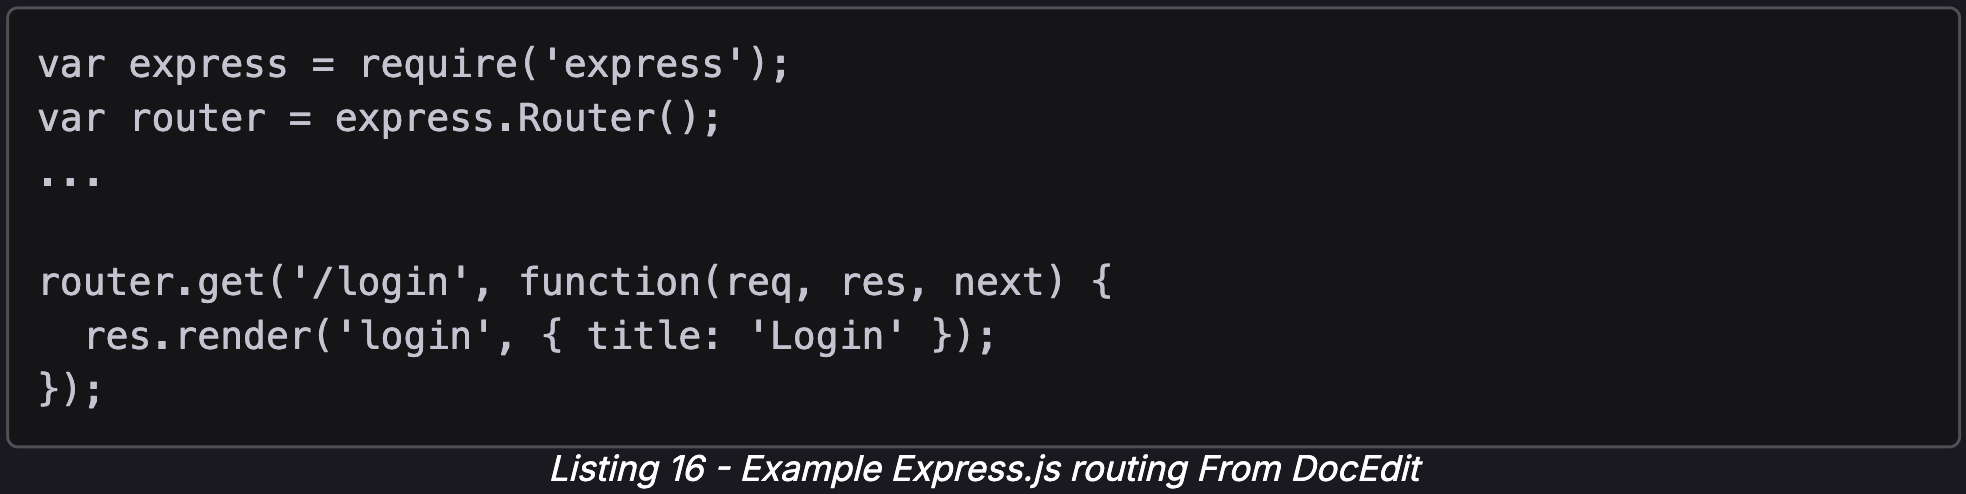 var express = require('express');
var router = express.Router();
...
router.get('/login', function(req, res, next) {
  res.render('login', { title: 'Login' });
});
Listing 16 - Example Express.js routing From DocEdit